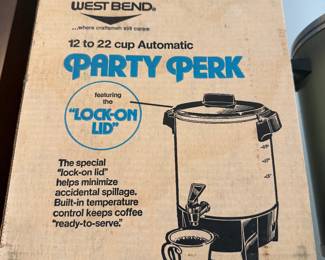 WEST BEND®
...where craftsmen still care®
12 to 22 cup Automatic
PARTY PERK
featuring
the
"LOCK-ON
LID"
The special
"lock-on lid"
helps minimize
accidental spillage.
Built-in temperature
control keeps coffee
"ready-to-serve."